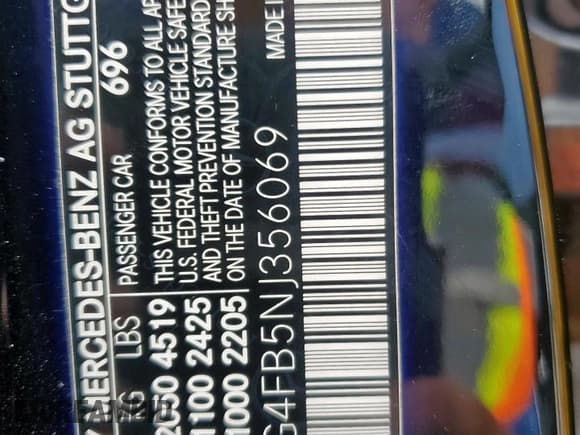 MERCEDES-BENZ AG STUTTG
LBS
PASSENGER CAR 696
2050 4519 THIS VEHICLE CONFORMS TO ALL AP
U.S. FEDERAL MOTOR VEHICLE SAFE
1100 2425 AND THEFT PREVENTION STANDARD
1000 2205 ON THE DATE OF MANUFACTURE SH
G4FB5NJ356069 MADE